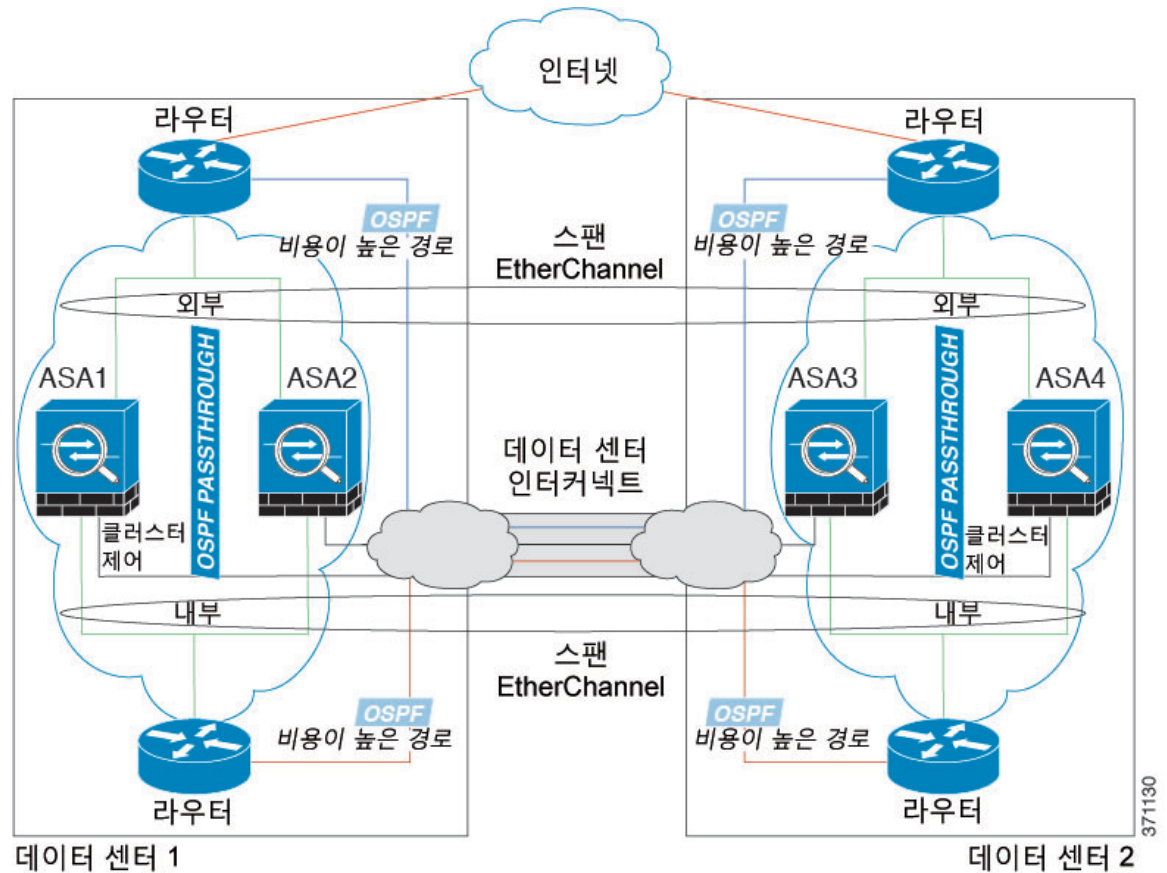 인터넷
라우터
라우터
OSPF
비용이 높은 경로
스팬
EtherChannel
OSPF
비용이 높은 경로
외부
외부
ASA1
OSPF PASSTHROUGH
ASA2
ASA3
OSPF PASSTHROUGH
ASA4
데이터 센터
인터커넥트
클러스터
제어
클러스터
제어
내부
내부
스팬
EtherChannel
OSPF
비용이 높은 경로
OSPF
비용이 높은 경로
라우터
라우터
371130
데이터 센터 1
데이터 센터 2